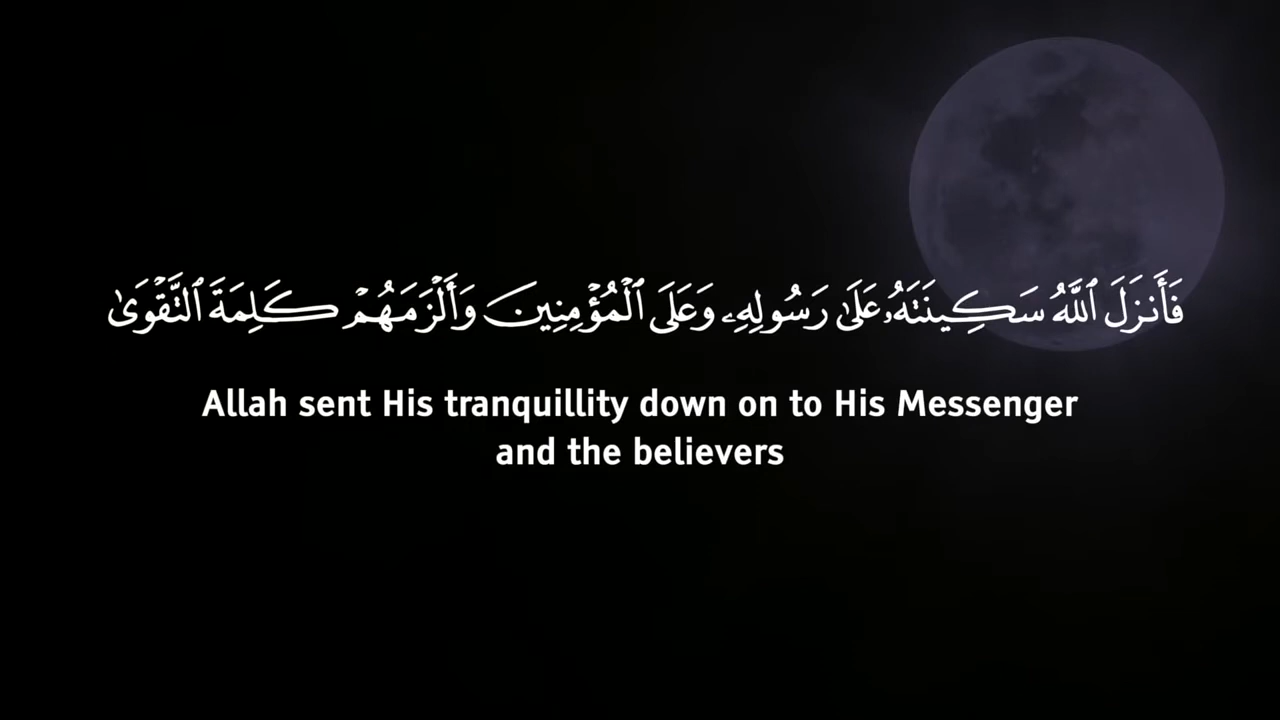 فَأَنزَلَ ٱللَّهُ سَكِينَتَهُۥ عَلَىٰ رَسُولِهِۦ وَعَلَى ٱلْمُؤْمِنِينَ وَأَلْزَمَهُمْ كَلِمَةَ ٱلتَّقْوَىٰ
Allah sent His tranquillity down on to His Messenger
and the believers